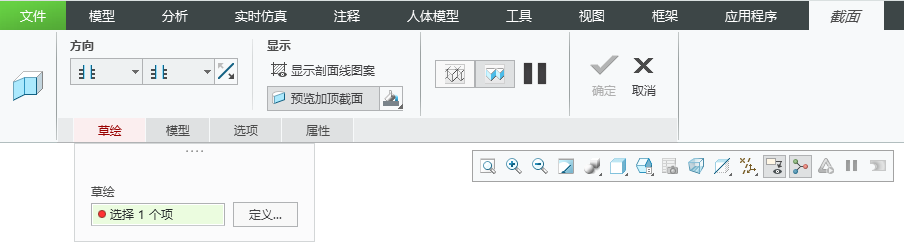 文件 模型 分析 实时仿真 注释 人体模型 工具 视图 框架 应用程序 截面
方向 显示
显示剖面线图案
预览加顶截面
确定 取消
草绘 模型 选项 属性
草绘
选择 1 个项 定义...